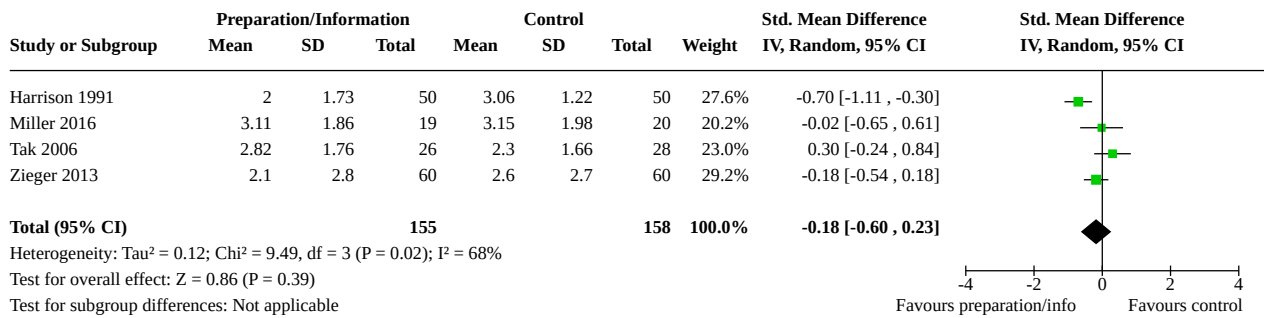 Preparation/Information Control Std. Mean Difference Std. Mean Difference
Study or Subgroup Mean SD Total Mean SD Total Weight IV, Random, 95% CI IV, Random, 95% CI
Harrison 1991 2 1.73 50 3.06 1.22 50 27.6% -0.70 [-1.11 , -0.30]
Miller 2016 3.11 1.86 19 3.15 1.98 20 20.2% -0.02 [-0.65 , 0.61]
Tak 2006 2.82 1.76 26 2.3 1.66 28 23.0% 0.30 [-0.24 , 0.84]
Zieger 2013 2.1 2.8 60 2.6 2.7 60 29.2% -0.18 [-0.54 , 0.18]
Total (95% CI) 155 158 100.0% -0.18 [-0.60 , 0.23]
Heterogeneity: Tau² = 0.12; Chi² = 9.49, df = 3 (P = 0.02); I² = 68%
Test for overall effect: Z = 0.86 (P = 0.39)
-4 -2 0 2 4
Test for subgroup differences: Not applicable Favours preparation/info Favours control